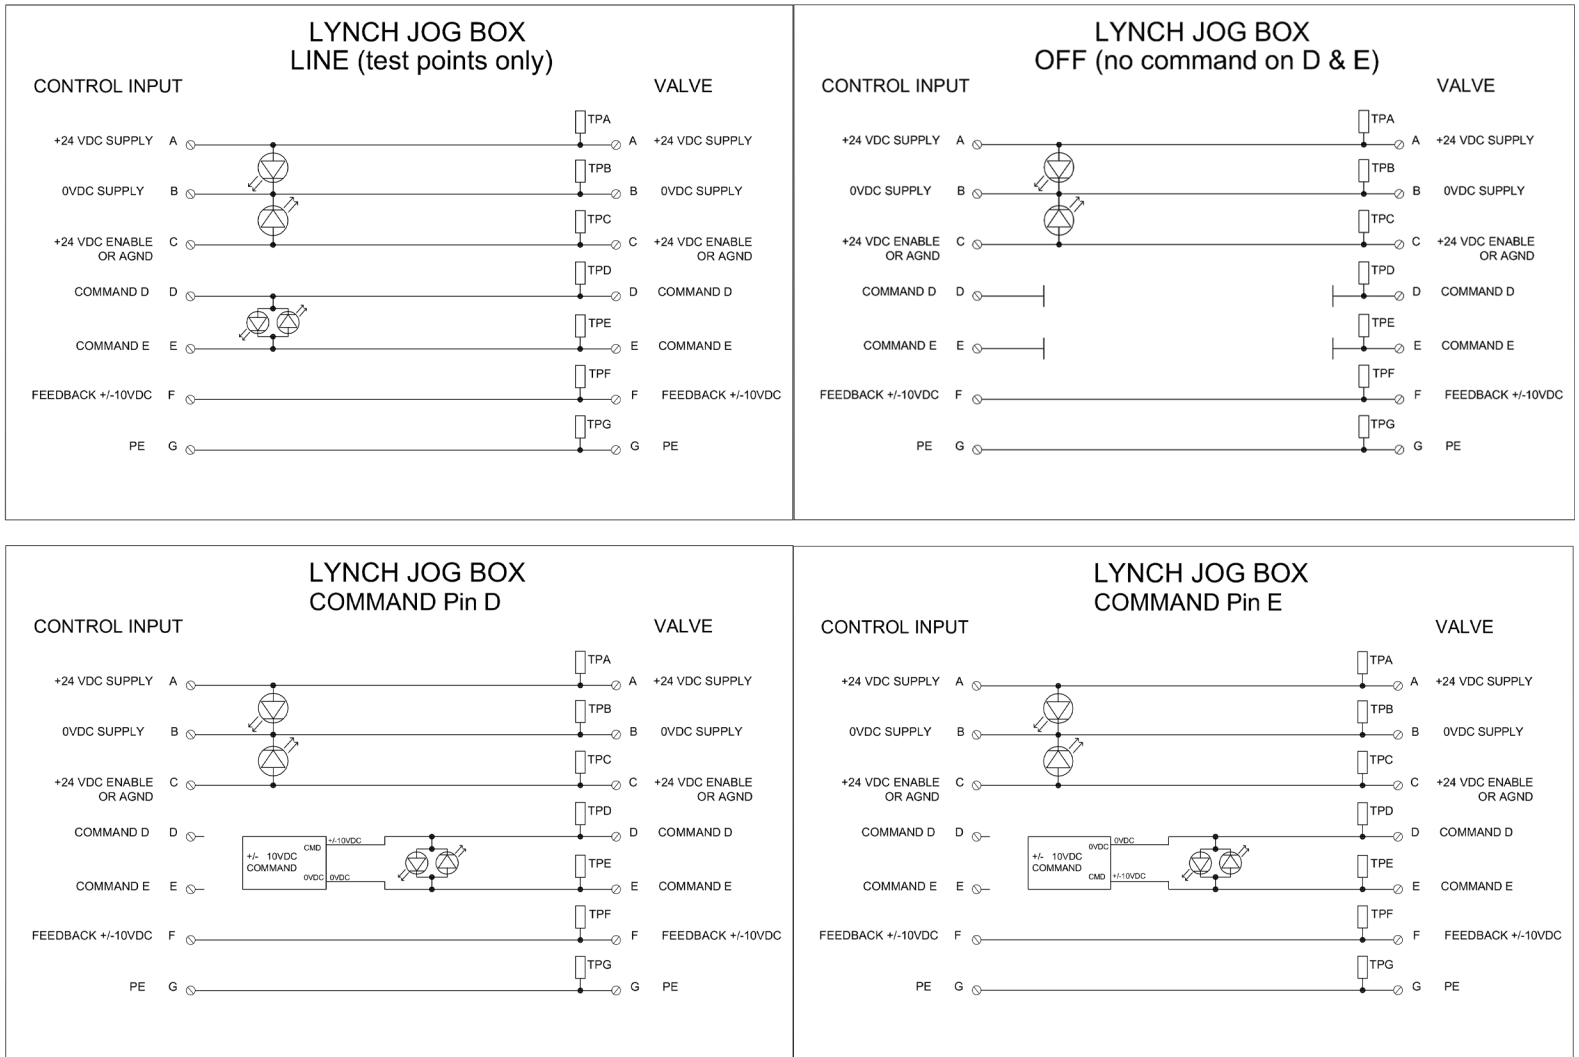 LYNCH JOG BOX
LINE (test points only)
CONTROL INPUT
VALVE
TPA
+24 VDC SUPPLY A
A +24 VDC SUPPLY
TPB
0VDC SUPPLY B
B 0VDC SUPPLY
TPC
+24 VDC ENABLE C
OR AGND
C +24 VDC ENABLE
OR AGND
TPD
COMMAND D D
D COMMAND D
TPE
COMMAND E E
E COMMAND E
TPF
FEEDBACK +/-10VDC F
F FEEDBACK +/-10VDC
TPG
PE G
G PE
LYNCH JOG BOX
OFF (no command on D & E)
CONTROL INPUT
VALVE
TPA
+24 VDC SUPPLY A
A +24 VDC SUPPLY
TPB
0VDC SUPPLY B
B 0VDC SUPPLY
TPC
+24 VDC ENABLE C
OR AGND
C +24 VDC ENABLE
OR AGND
TPD
COMMAND D D
D COMMAND D
TPE
COMMAND E E
E COMMAND E
TPF
FEEDBACK +/-10VDC F
F FEEDBACK +/-10VDC
TPG
PE G
G PE
LYNCH JOG BOX
COMMAND Pin D
CONTROL INPUT
VALVE
TPA
+24 VDC SUPPLY A
A +24 VDC SUPPLY
TPB
0VDC SUPPLY B
B 0VDC SUPPLY
TPC
+24 VDC ENABLE C
OR AGND
C +24 VDC ENABLE
OR AGND
TPD
COMMAND D D
D COMMAND D
CMD +/-10VDC
+/- 10VDC
COMMAND
0VDC 0VDC
TPE
COMMAND E E
E COMMAND E
TPF
FEEDBACK +/-10VDC F
F FEEDBACK +/-10VDC
TPG
PE G
G PE
LYNCH JOG BOX
COMMAND Pin E
CONTROL INPUT
VALVE
TPA
+24 VDC SUPPLY A
A +24 VDC SUPPLY
TPB
0VDC SUPPLY B
B 0VDC SUPPLY
TPC
+24 VDC ENABLE C
OR AGND
C +24 VDC ENABLE
OR AGND
TPD
COMMAND D D
D COMMAND D
0VDC 0VDC
+/- 10VDC
COMMAND
CMD +/-10VDC
TPE
COMMAND E E
E COMMAND E
TPF
FEEDBACK +/-10VDC F
F FEEDBACK +/-10VDC
TPG
PE G
G PE